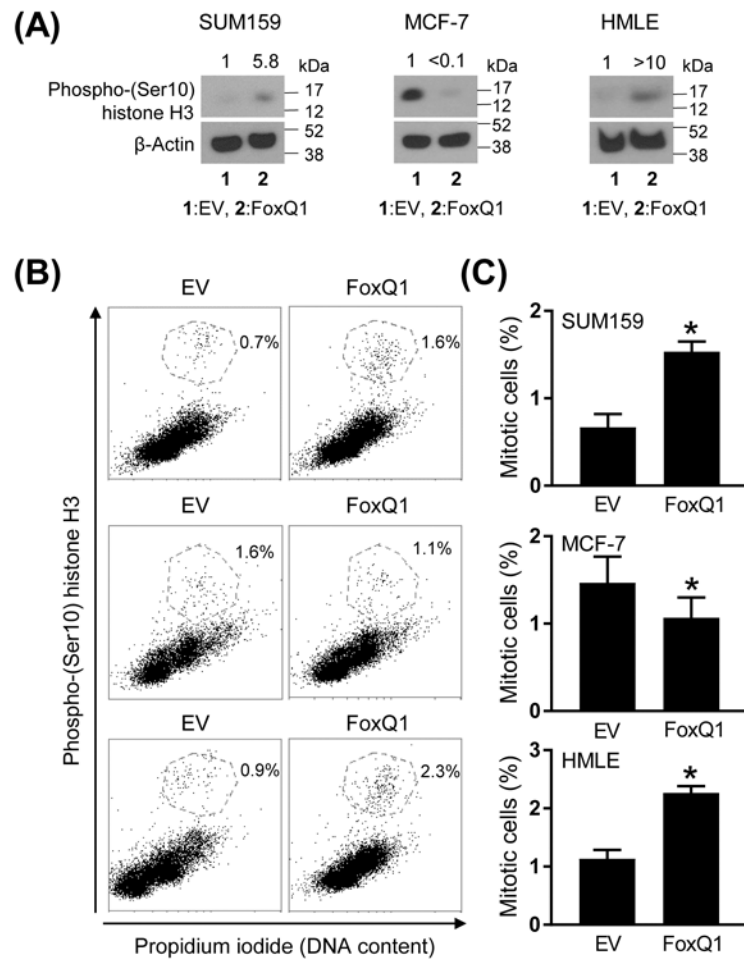 (A)
SUM159 MCF-7 HMLE
1 5.8 kDa 1 <0.1 kDa 1 >10 kDa
Phospho-(Ser10)
histone H3
17 17 17
12 12 12
β-Actin
52 52 52
38 38 38
1 2 1 2 1 2
1:EV, 2:FoxQ1 1:EV, 2:FoxQ1 1:EV, 2:FoxQ1
(B)
EV FoxQ1
0.7% 1.6%
EV FoxQ1
1.6% 1.1%
EV FoxQ1
0.9% 2.3%
Phospho-(Ser10) histone H3
Propidium iodide (DNA content)
(C)
SUM159
Mitotic cells (%)
2
1
0
*
EV FoxQ1
MCF-7
Mitotic cells (%)
2
1
0
*
EV FoxQ1
HMLE
Mitotic cells (%)
3
2
1
0
*
EV FoxQ1